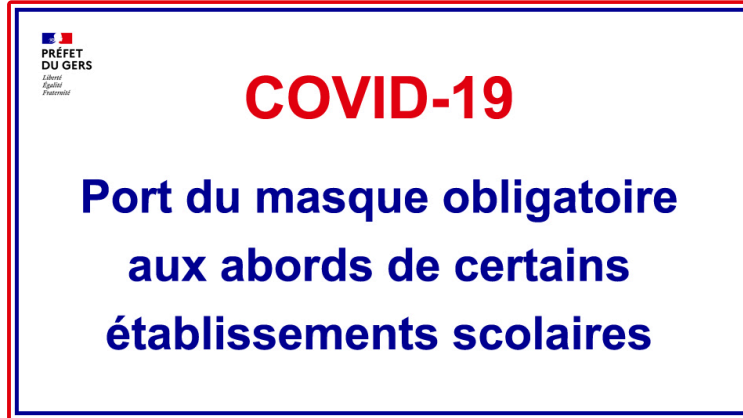 PRÉFET
DU GERS
Liberté
Égalité
Fraternité
COVID-19
Port du masque obligatoire
aux abords de certains
établissements scolaires